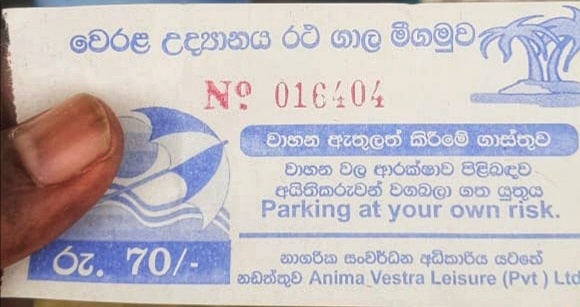 වෙරළ උද්‍යානය රථ ගාල මීගමුව
Nº 016404
වාහන ඇතුලත් කිරීමේ ගාස්තුව
වාහන වල ආරක්ෂාව පිළිබඳව
අයිතිකරුවන් වගබලා ගත යුතුය
Parking at your own risk.
රු. 70/-
නාගරික සංවර්ධන අධිකාරිය යටතේ
නඩත්තුව Anima Vestra Leisure (Pvt) Ltd